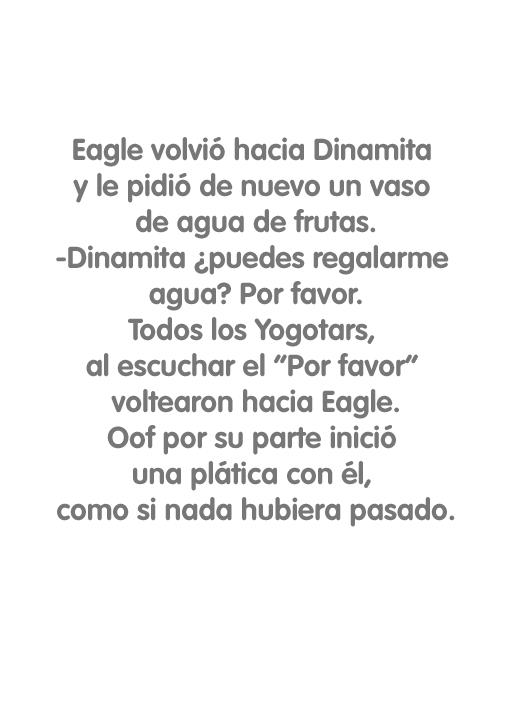 Eagle volvió hacia Dinamita
y le pidió de nuevo un vaso
de agua de frutas.
-Dinamita ¿puedes regalarme
agua? Por favor.
Todos los Yogotars,
al escuchar el “Por favor”
voltearon hacia Eagle.
Oof por su parte inició
una plática con él,
como si nada hubiera pasado.